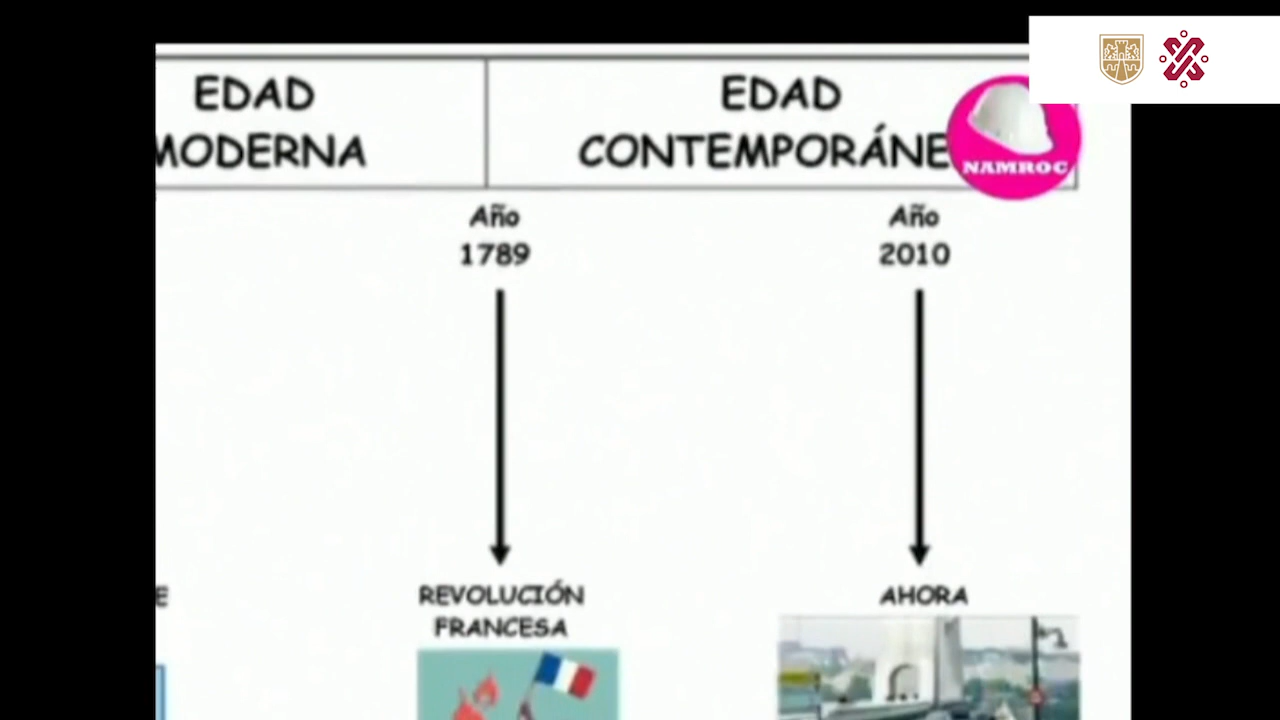 EDAD
MODERNA
EDAD
CONTEMPORÁNE
NAMROC
Año
1789
Año
2010
E
REVOLUCIÓN
FRANCESA
AHORA